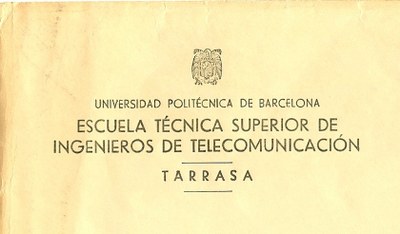 UNIVERSIDAD POLITÉCNICA DE BARCELONA
ESCUELA TÉCNICA SUPERIOR DE
INGENIEROS DE TELECOMUNICACIÓN
TARRASA